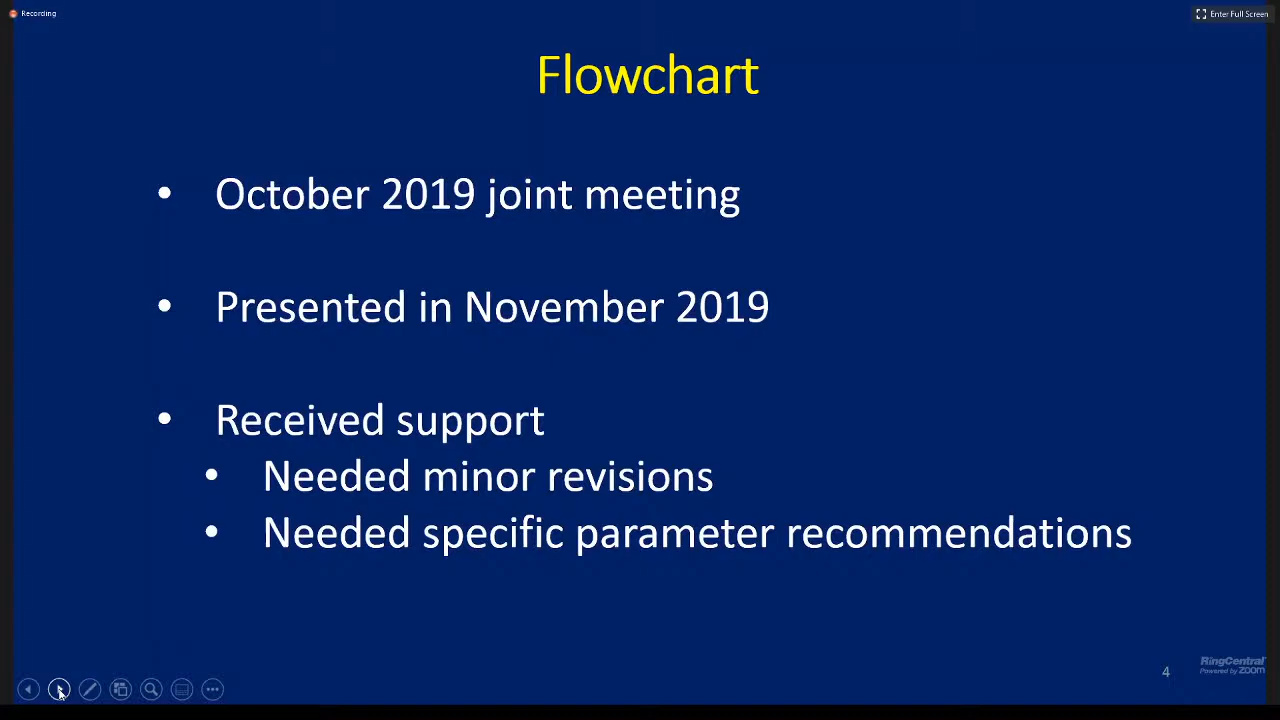 Recording
Enter Full Screen
Flowchart
• October 2019 joint meeting
• Presented in November 2019
• Received support
• Needed minor revisions
• Needed specific parameter recommendations
4
RingCentral
Powered by ZOOM